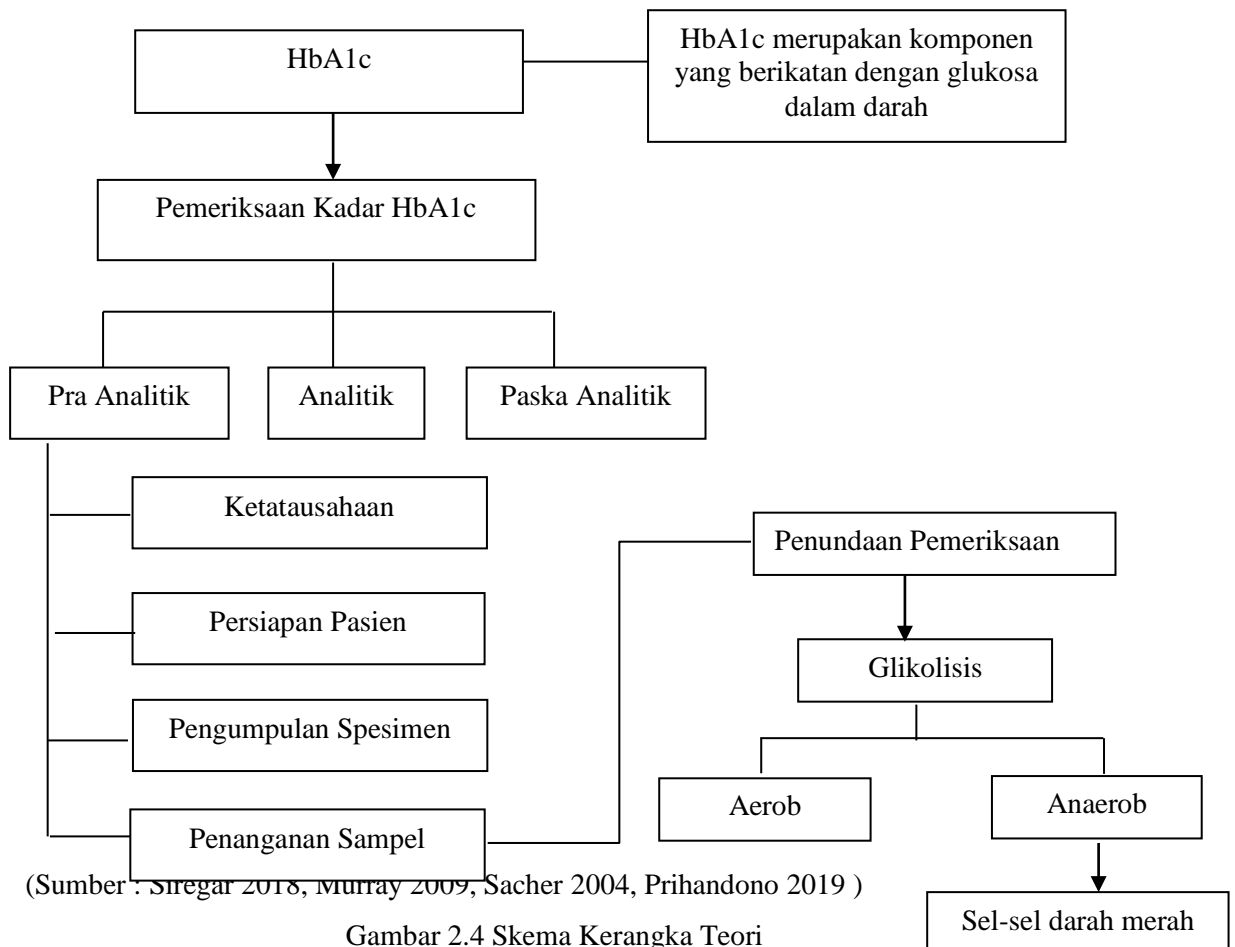 HbA1c
HbA1c merupakan komponen
yang berikatan dengan glukosa
dalam darah
Pemeriksaan Kadar HbA1c
Pra Analitik
Analitik
Paska Analitik
Ketatausahaan
Persiapan Pasien
Pengumpulan Spesimen
Penanganan Sampel
Penundaan Pemeriksaan
Glikolisis
Aerob
Anaerob
Sel-sel darah merah
(Sumber : Siregar 2018, Murray 2009, Sacher 2004, Prihandono 2019 )
Gambar 2.4 Skema Kerangka Teori